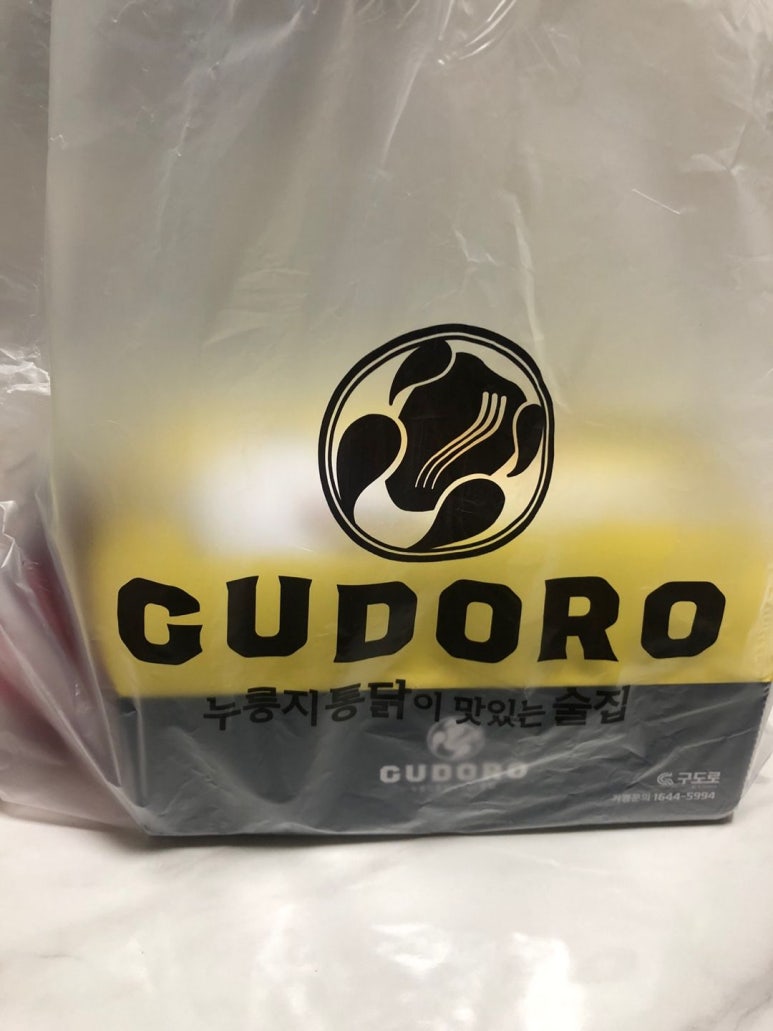 GUDORO
누룽지통닭이 맛있는 술집
GUDORO
구도로
가맹문의 1644-5994